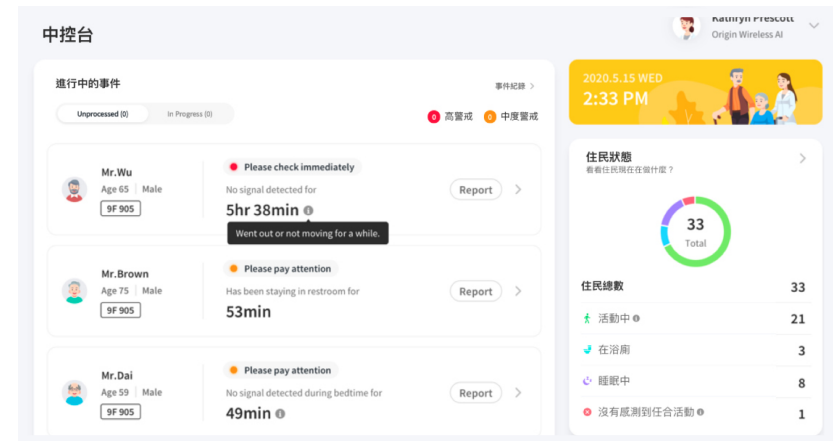 中控台
Kathryn Prescott
Origin Wireless AI
進行中的事件
事件紀錄
Unprocessed (0)
In Progress (0)
0 高警戒
0 中度警戒
Mr.Wu
Age 65 Male
9F 905
Please check immediately
No signal detected for
5hr 38min
Went out or not moving for a while.
Report
Mr.Brown
Age 75 Male
9F 905
Please pay attention
Has been staying in restroom for
53min
Report
Mr.Dai
Age 59 Male
9F 905
Please pay attention
No signal detected during bedtime for
49min
Report
2020.5.15 WED
2:33 PM
住民狀態
看看住民現在在做什麼？
33
Total
住民總數 33
活動中 21
在浴廁 3
睡眠中 8
沒有感測到任合活動 1